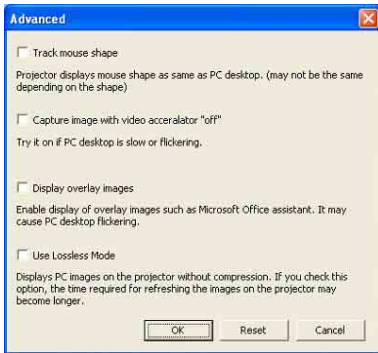 Advanced
Track mouse shape
Projector displays mouse shape as same as PC desktop. (may not be the same
depending on the shape)
Capture image with video accelarator "off"
Try it on if PC desktop is slow or flickering.
Display overlay images
Enable display of overlay images such as Microsoft Office assistant. It may
cause PC desktop flickering.
Use Lossless Mode
Displays PC images on the projector without compression. If you check this
option, the time required for refreshing the images on the projector may
become longer.
OK Reset Cancel